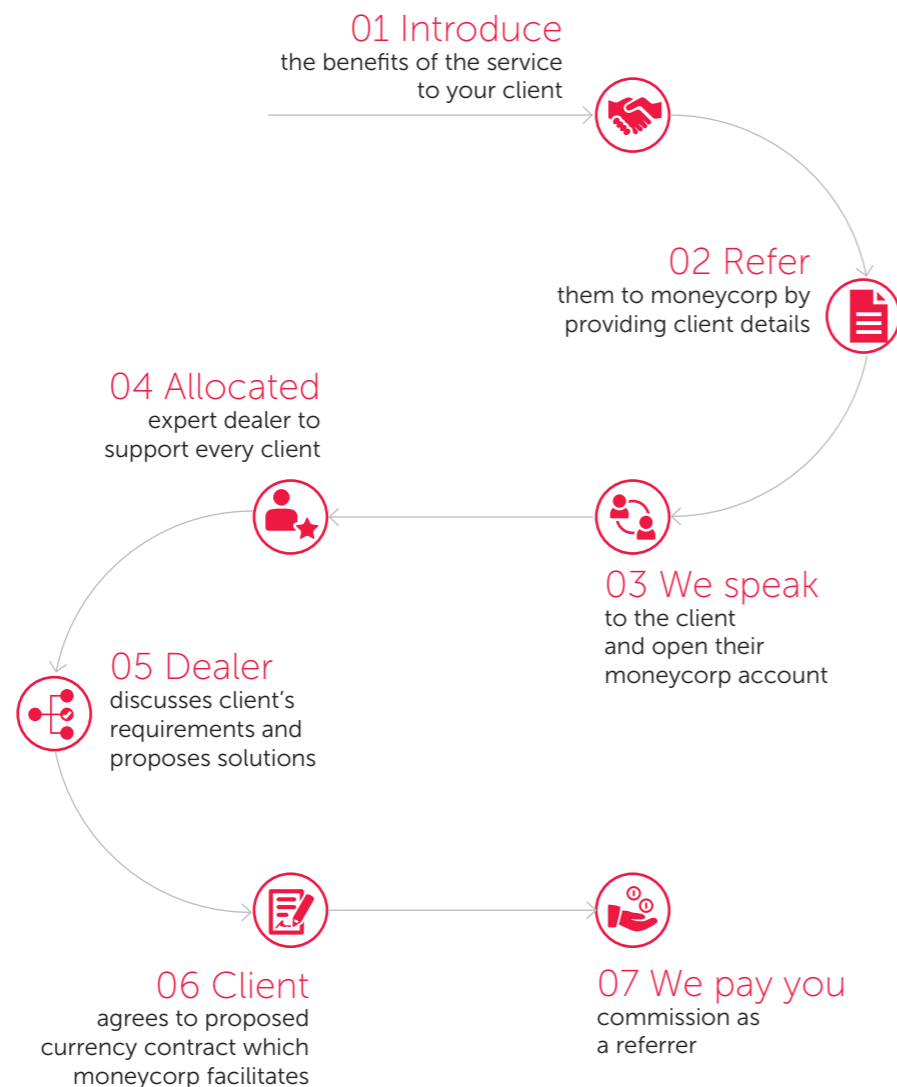 01 Introduce
the benefits of the service
to your client
02 Refer
them to moneycorp by
providing client details
03 We speak
to the client
and open their
moneycorp account
04 Allocated
expert dealer to
support every client
05 Dealer
discusses client’s
requirements and
proposes solutions
06 Client
agrees to proposed
currency contract which
moneycorp facilitates
07 We pay you
commission as
a referrer